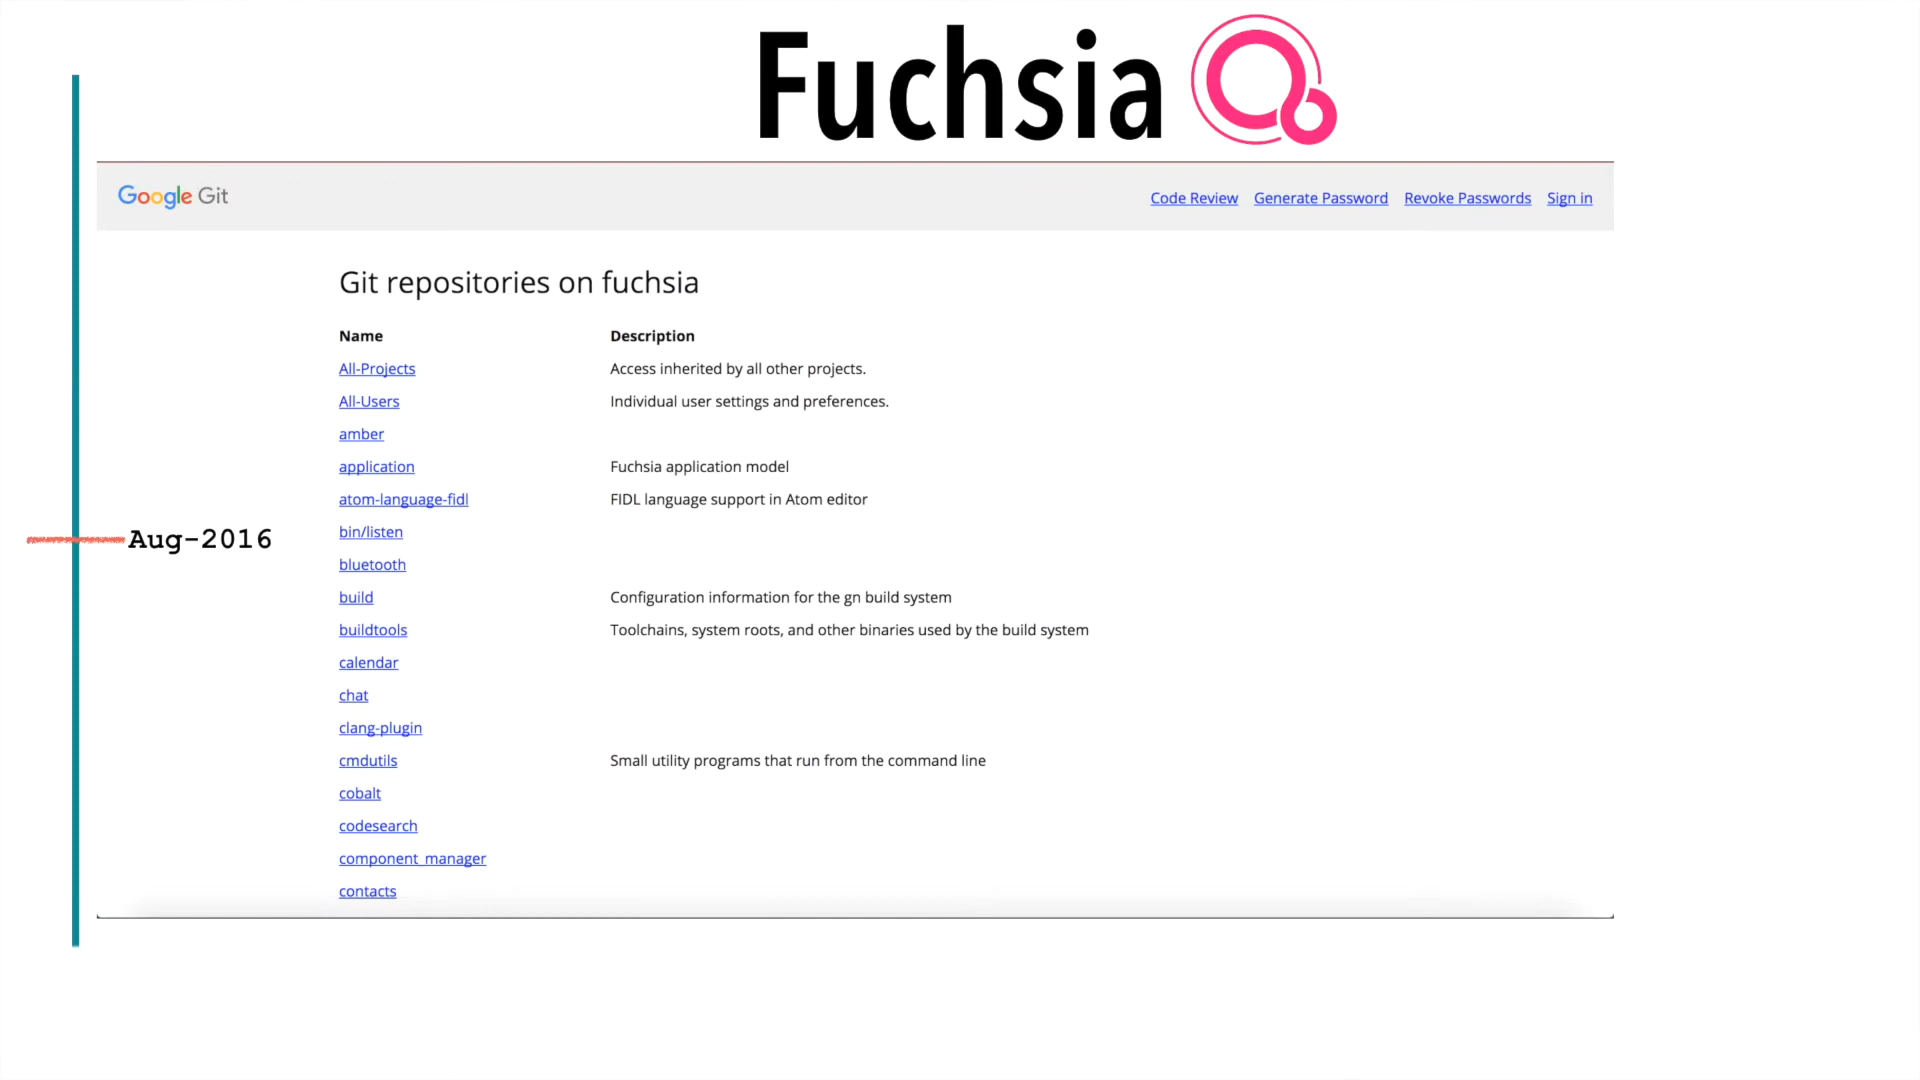 Fuchsia
Google Git
Code Review Generate Password Revoke Passwords Sign in
Git repositories on fuchsia
Name Description
All-Projects Access inherited by all other projects.
All-Users Individual user settings and preferences.
amber
application Fuchsia application model
atom-language-fidl FIDL language support in Atom editor
bin/listen
Aug-2016
bluetooth
build Configuration information for the gn build system
buildtools Toolchains, system roots, and other binaries used by the build system
calendar
chat
clang-plugin
cmdutils Small utility programs that run from the command line
cobalt
codesearch
component_manager
contacts